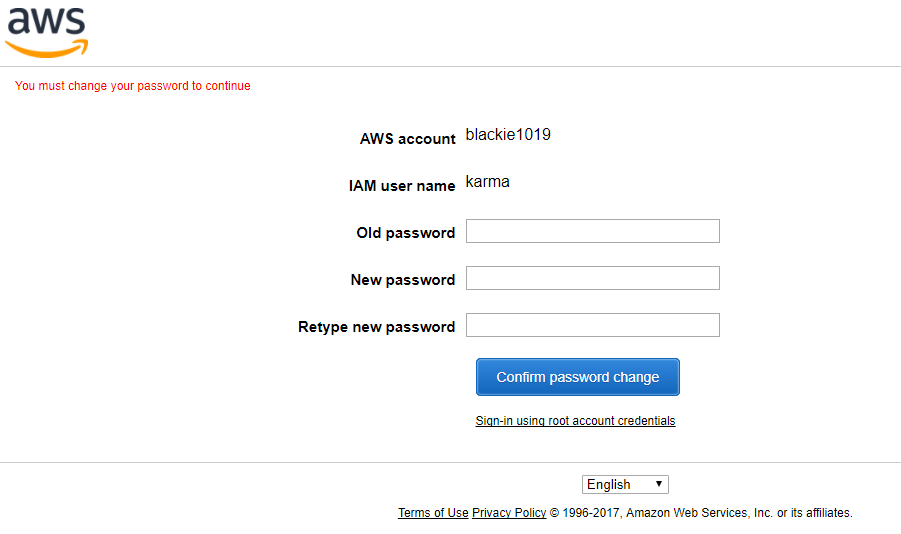 aws
You must change your password to continue
AWS account blackie1019
IAM user name karma
Old password
New password
Retype new password
Confirm password change
Sign-in using root account credentials
English
Terms of Use Privacy Policy © 1996-2017, Amazon Web Services, Inc. or its affiliates.